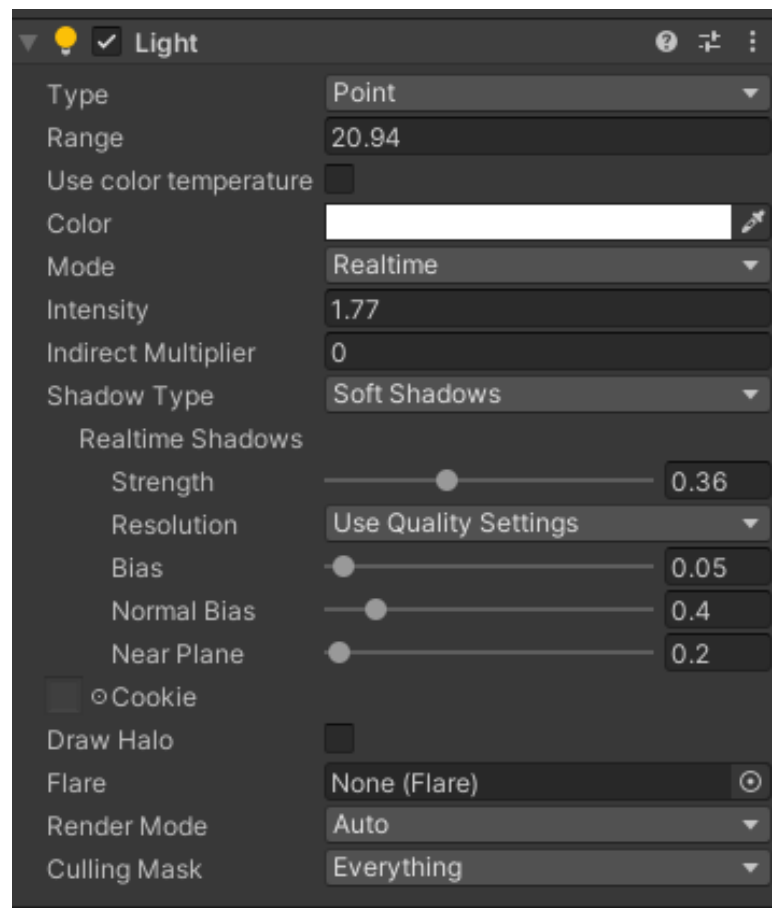 Light
Type Point
Range 20.94
Use color temperature
Color
Mode Realtime
Intensity 1.77
Indirect Multiplier 0
Shadow Type Soft Shadows
Realtime Shadows
Strength 0.36
Resolution Use Quality Settings
Bias 0.05
Normal Bias 0.4
Near Plane 0.2
Cookie
Draw Halo
Flare None (Flare)
Render Mode Auto
Culling Mask Everything